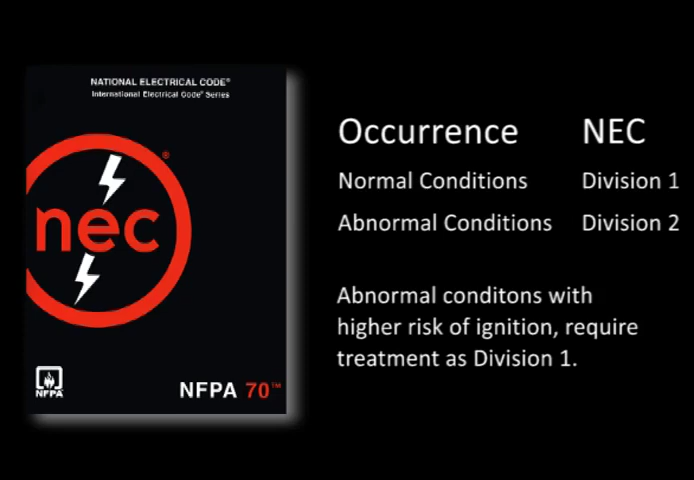 NATIONAL ELECTRICAL CODE®
International Electrical Code® Series
nec®
NFPA
NFPA 70™
Occurrence NEC
Normal Conditions Division 1
Abnormal Conditions Division 2
Abnormal conditons with
higher risk of ignition, require
treatment as Division 1.